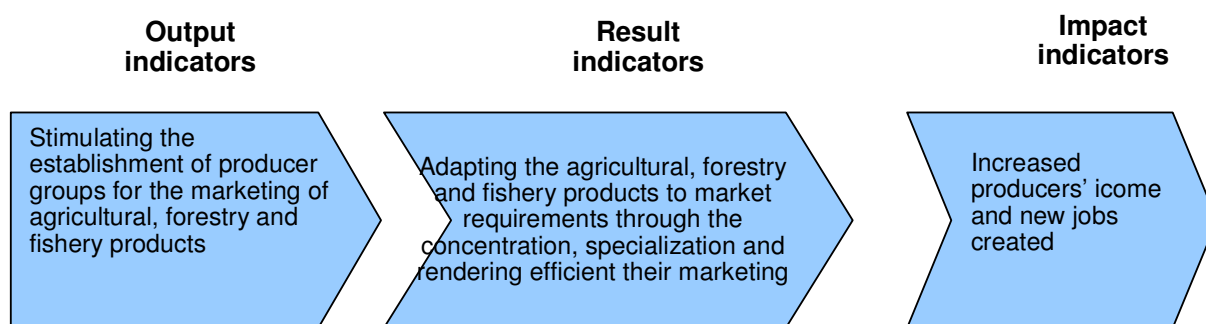 Output
indicators
Result
indicators
Impact
indicators
Stimulating the
establishment of producer
groups for the marketing of
agricultural, forestry and
fishery products
Adapting the agricultural, forestry
and fishery products to market
requirements through the
concentration, specialization and
rendering efficient their marketing
Increased
producers' icome
and new jobs
created